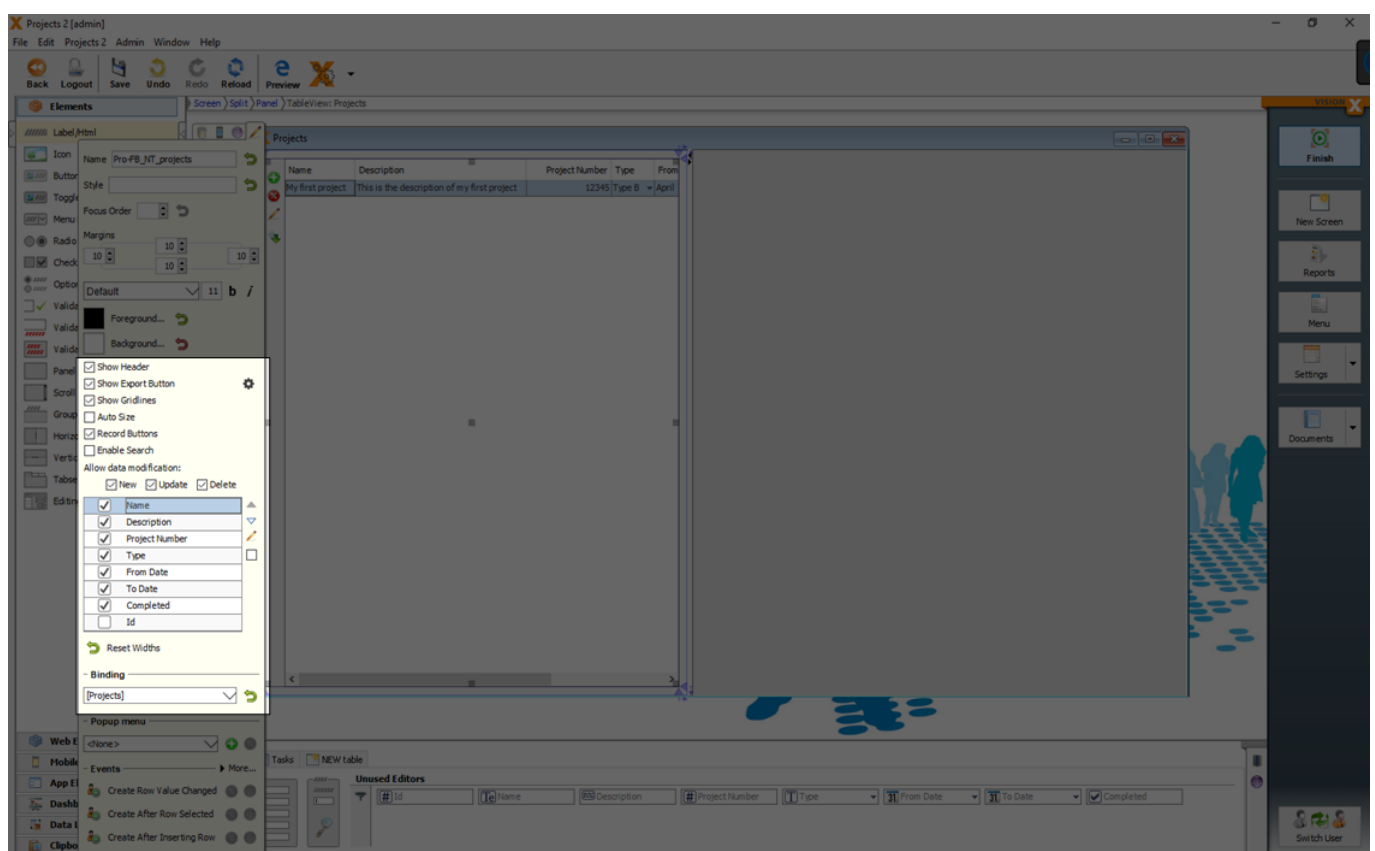 Projects 2 [admin]
File Edit Projects 2 Admin Window Help
Back Logout Save Undo Redo Reload Preview
Elements
Screen Split Panel TableView: Projects
VISION
Label/Html
Icon
Toggle
Menu
Radio
Panel
Name Pro-FB_NT_projects
Style
Focus Order
Margins
10
10 10
10
Default 11 b i
Foreground...
Background...
Show Header
Show Export Button
Show Gridlines
Auto Size
Record Buttons
Enable Search
Allow data modification:
New Update Delete
Name
Description
Project Number
Type
From Date
To Date
Completed
Id
Reset Widths
Binding
[Projects]
Popup menu
<None>
Events More...
Create Row Value Changed
Create After Row Selected
Create After Inserting Row
Projects
Name Description Project Number Type From
My first project This is the description of my first project 12345 Type B April
Finish
New Screen
Reports
Menu
Settings
Documents
Switch User
Tasks NEW table
Unused Editors
Id Name Description Project Number Type From Date To Date Completed